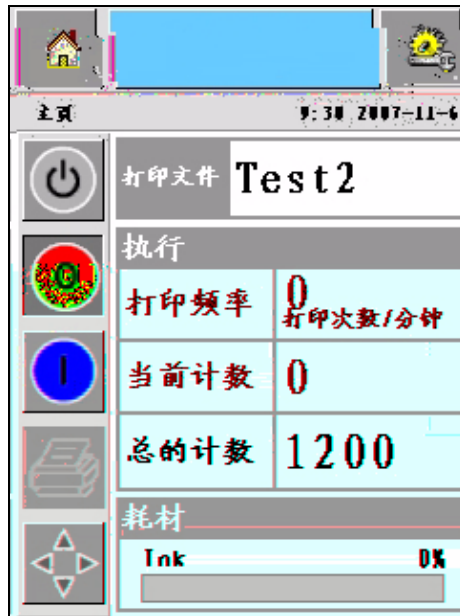 主页 9:30 2007-11-6
打印文件 Test2
执行
打印频率 0
打印次数/分钟
当前计数 0
总的计数 1200
耗材
Ink 0%